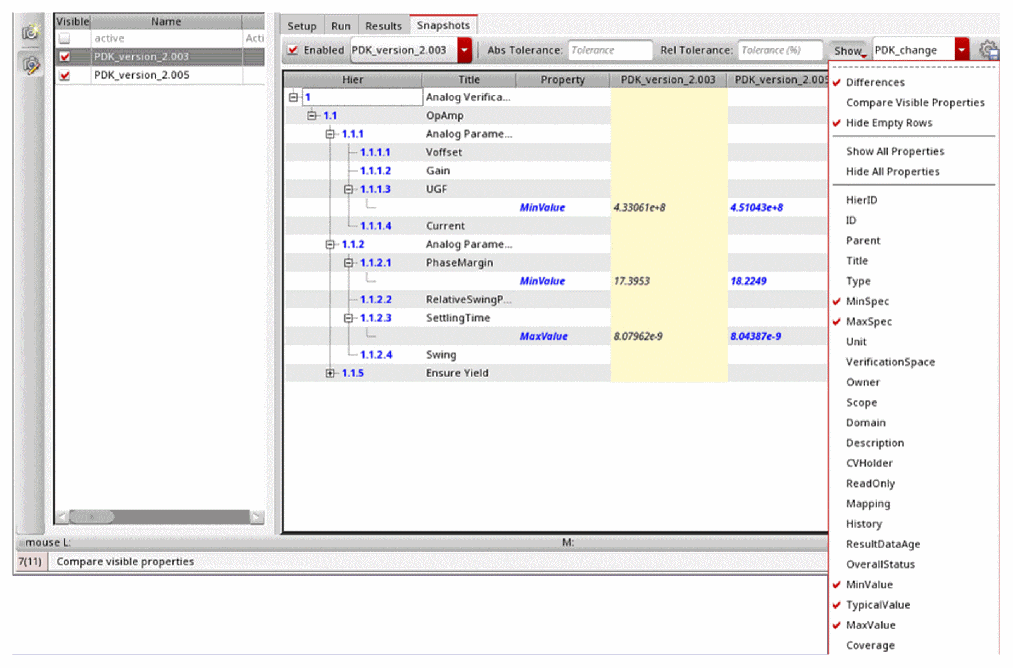 Visible Name
active Acti
PDK_version_2.003
PDK_version_2.005
Setup Run Results Snapshots
Enabled PDK_version_2.003 Abs Tolerance: Tolerance Rel Tolerance: Tolerance (%) Show PDK_change
Hier Title Property PDK_version_2.003 PDK_version_2.005
1 Analog Verifica...
1.1 OpAmp
1.1.1 Analog Parame...
1.1.1.1 Voffset
1.1.1.2 Gain
1.1.1.3 UGF
MinValue 4.33061e+8 4.51043e+8
1.1.1.4 Current
1.1.2 Analog Parame...
1.1.2.1 PhaseMargin
MinValue 17.3953 18.2249
1.1.2.2 RelativeSwingP...
1.1.2.3 SettlingTime
MaxValue 8.07962e-9 8.04387e-9
1.1.2.4 Swing
1.1.5 Ensure Yield
Differences
Compare Visible Properties
Hide Empty Rows
Show All Properties
Hide All Properties
HierID
ID
Parent
Title
Type
MinSpec
MaxSpec
Unit
VerificationSpace
Owner
Scope
Domain
Description
CVHolder
ReadOnly
Mapping
History
ResultDataAge
OverallStatus
MinValue
TypicalValue
MaxValue
Coverage
mouse L: M:
7(11) Compare visible properties